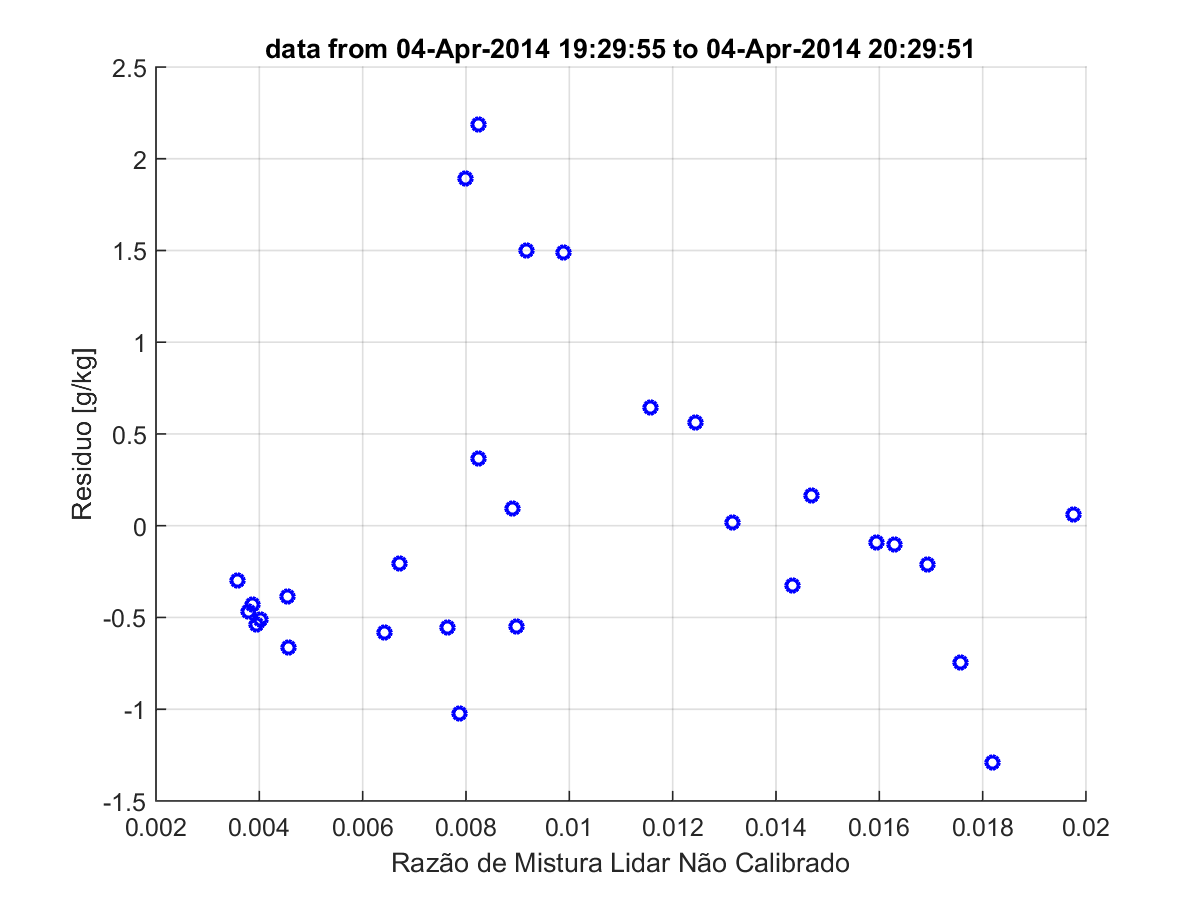 data from 04-Apr-2014 19:29:55 to 04-Apr-2014 20:29:51
2.5
2
1.5
1
0.5
0
-0.5
-1
-1.5
Residuo [g/kg]
0.002 0.004 0.006 0.008 0.01 0.012 0.014 0.016 0.018 0.02
Razão de Mistura Lidar Não Calibrado